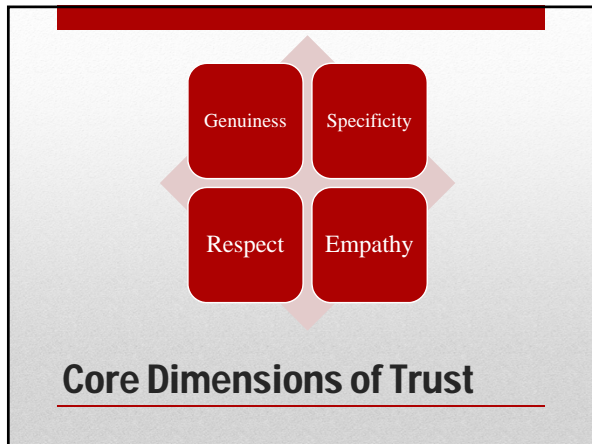 Genuiness
Specificity
Respect
Empathy
Core Dimensions of Trust